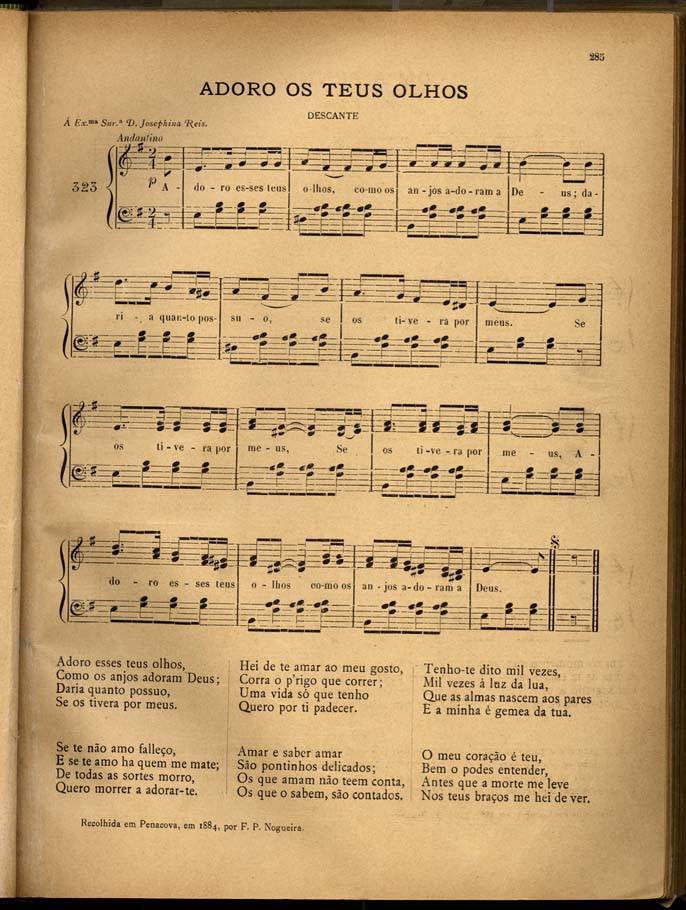 285
ADORO OS TEUS OLHOS
DESCANTE
Á Ex.ma Snr.a D. Josephina Reis.
Andantino
323
p
A - do - ro es-ses teus o-lhos, co-mo os an - jos a-do-ram a De - us; da-
ri - a quan-to pos- su - o, se os ti-ve - ra por meus. Se
os ti-ve-ra por me-us, Se os ti-ve-ra por me - us, A-
do - ro es - ses teus o - lhos co-mo os an - jos a-do-ram a Deus.
Adoro esses teus olhos,
Como os anjos adoram Deus;
Daria quanto possuo,
Se os tivera por meus.
Se te não amo falleço,
E se te amo ha quem me mate;
De todas as sortes morro,
Quero morrer a adorar-te.
Hei de te amar ao meu gosto,
Corra o p'rigo que correr;
Uma vida só que tenho
Quero por ti padecer.
Amar e saber amar
São pontinhos delicados;
Os que amam não teem conta,
Os que o sabem, são contados.
Tenho-te dito mil vezes,
Mil vezes á luz da lua,
Que as almas nascem aos pares
E a minha é gemea da tua.
O meu coração é teu,
Bem o podes entender,
Antes que a morte me leve
Nos teus braços me hei de ver.
Recolhida em Penacova, em 1884, por F. P. Nogueira.